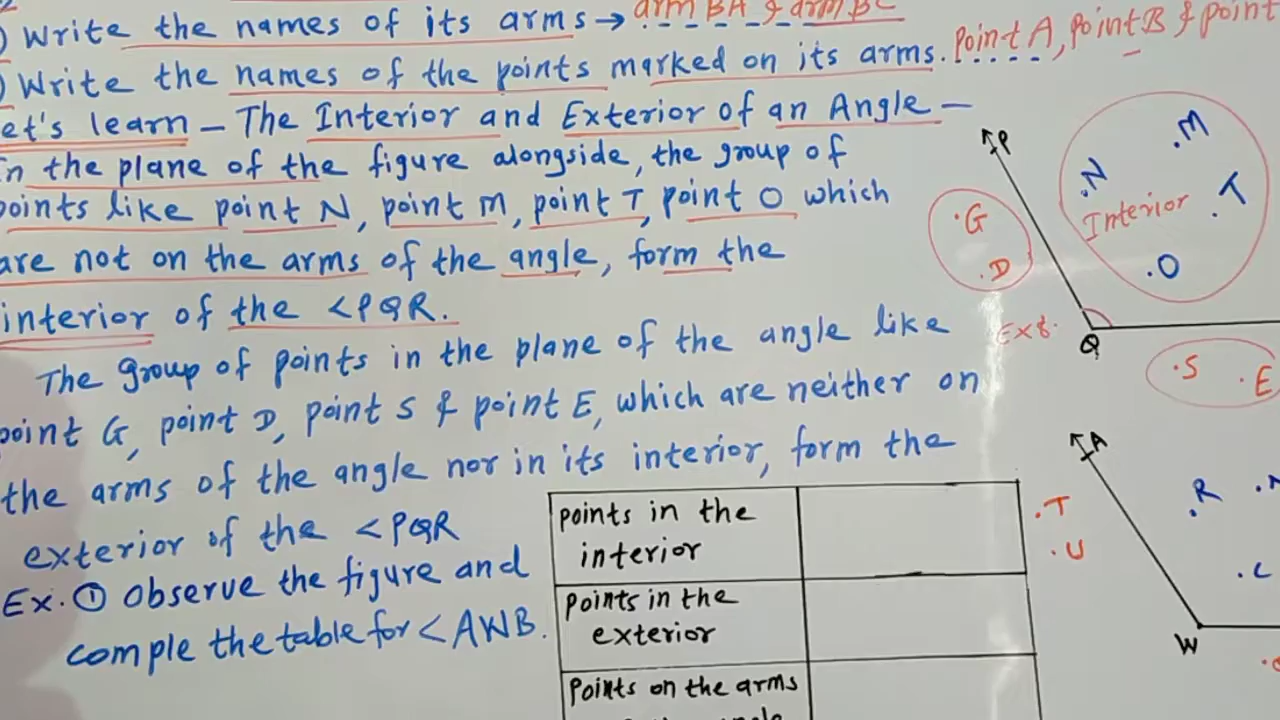 Write the names of its arms → arm BA & arm BC
Write the names of the points marked on its arms. Point A, point B & point
et's learn - The Interior and Exterior of an Angle -
In the plane of the figure alongside, the group of
points like point N, point M, point T, point O which
are not on the arms of the angle, form the
interior of the <PQR.
The group of points in the plane of the angle like
point G, point D, point S & point E, which are neither on
the arms of the angle nor in its interior, form the
exterior of the <PQR
Ex. ① Observe the figure and
comple the table for <AWB.
points in the
interior
points in the
exterior
points on the arms
P
M
N
T
Interior
O
G
D
Ext.
Q
S
E
A
T
U
R
C
W